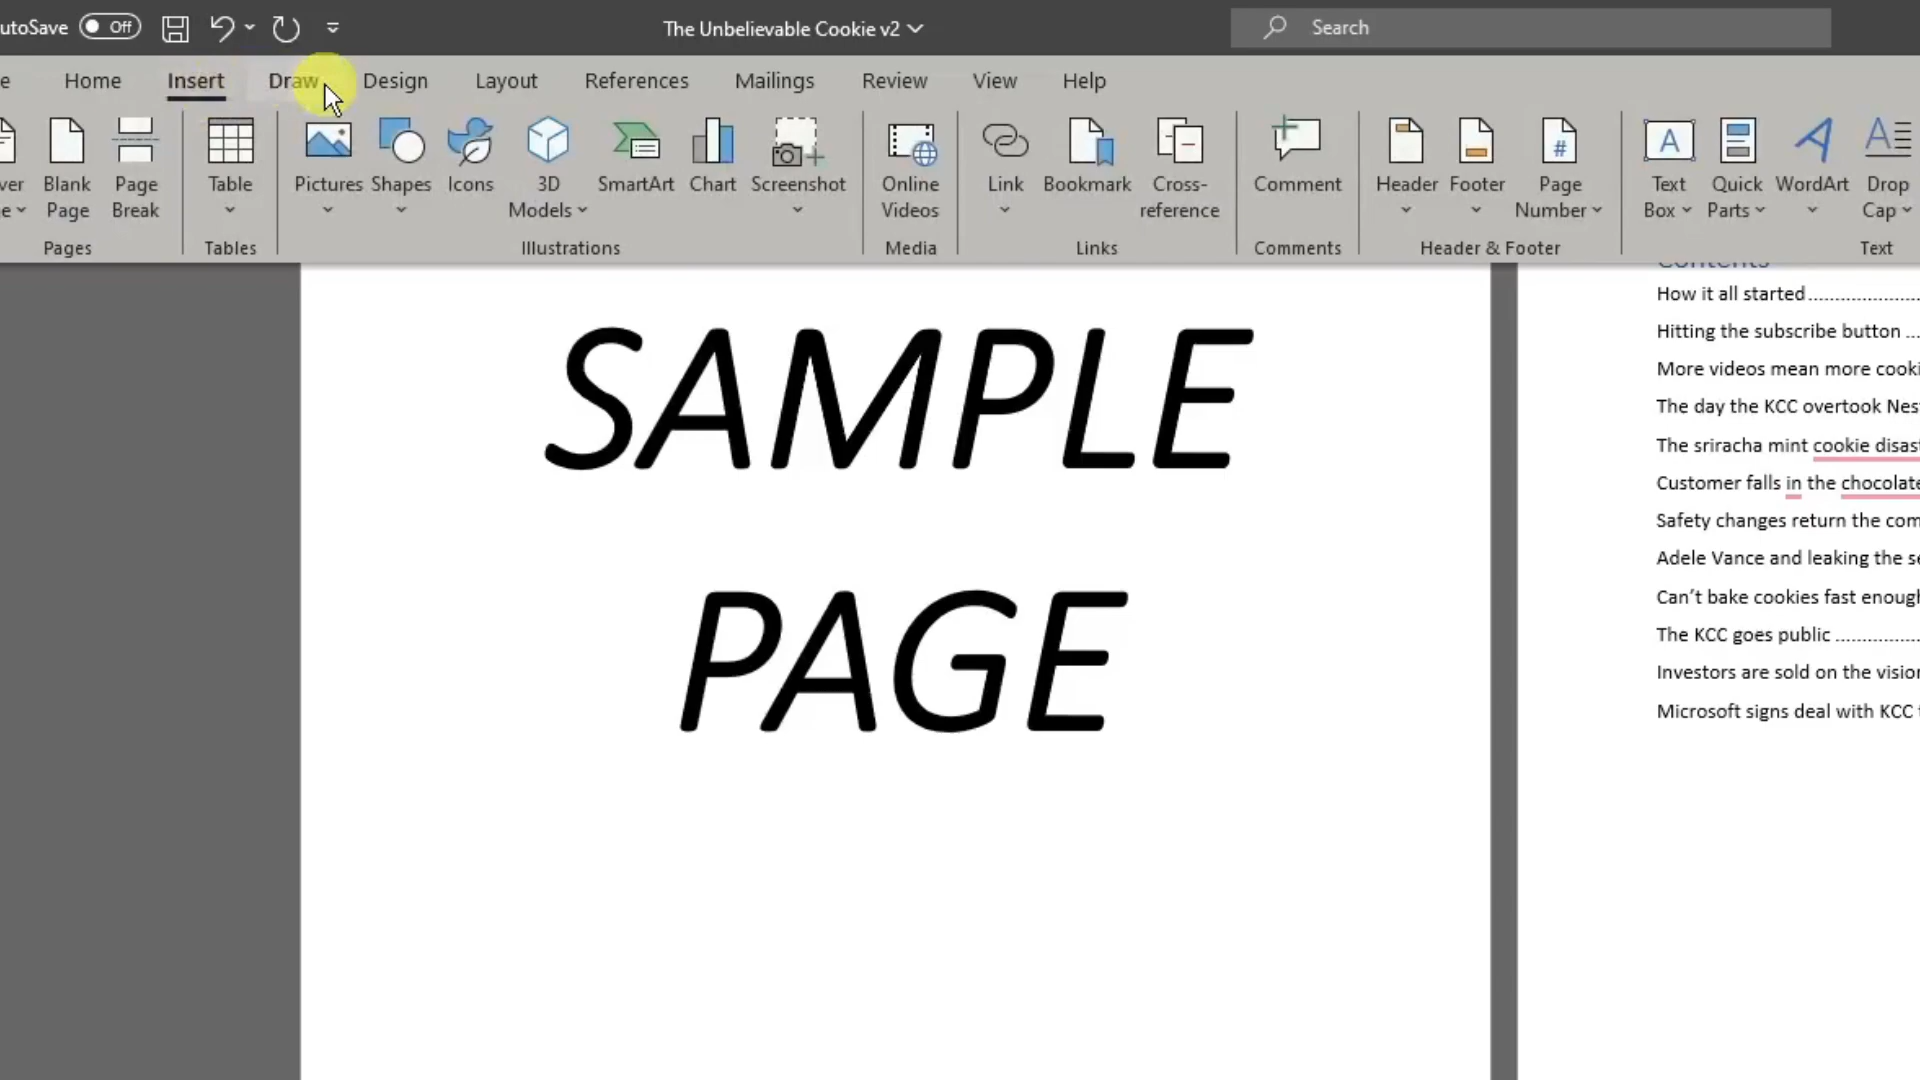 utoSave Off The Unbelievable Cookie v2 Search
e Home Insert Draw Design Layout References Mailings Review View Help
ver Blank Page Table Pictures Shapes Icons 3D SmartArt Chart Screenshot Online Link Bookmark Cross- Comment Header Footer Page Text Quick WordArt Drop
e Page Break Models Videos reference Number Box Parts Cap
Pages Tables Illustrations Media Links Comments Header & Footer Text
Contents
How it all started
Hitting the subscribe button
More videos mean more cooki
The day the KCC overtook Nes
The sriracha mint cookie disast
Customer falls in the chocolate
Safety changes return the com
Adele Vance and leaking the se
Can't bake cookies fast enough
The KCC goes public
Investors are sold on the vision
Microsoft signs deal with KCC
SAMPLE
PAGE